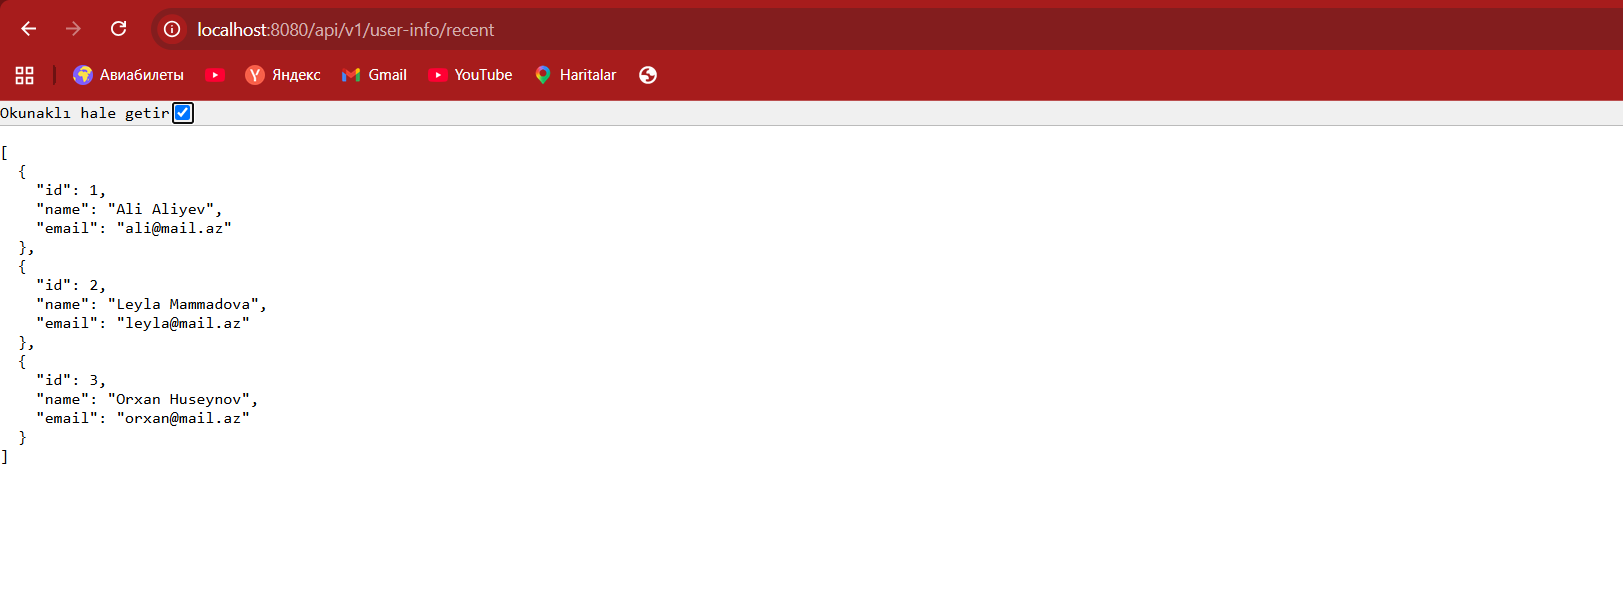 localhost:8080/api/v1/user-info/recent
Авиабилеты Яндекс Gmail YouTube Haritalar
Okunaklı hale getir
[
  {
    "id": 1,
    "name": "Ali Aliyev",
    "email": "ali@mail.az"
  },
  {
    "id": 2,
    "name": "Leyla Mammadova",
    "email": "leyla@mail.az"
  },
  {
    "id": 3,
    "name": "Orxan Huseynov",
    "email": "orxan@mail.az"
  }
]